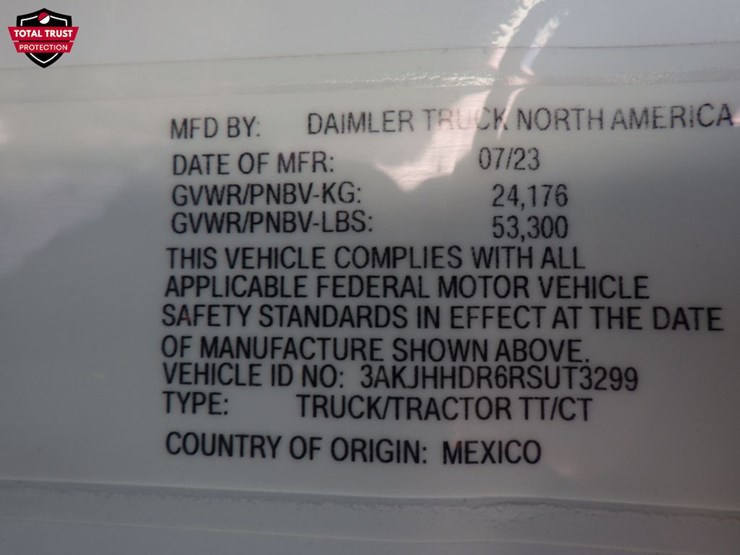 TOTAL TRUST
PROTECTION
MFD BY: DAIMLER TRUCK NORTH AMERICA
DATE OF MFR: 07/23
GVWR/PNBV-KG: 24,176
GVWR/PNBV-LBS: 53,300
THIS VEHICLE COMPLIES WITH ALL
APPLICABLE FEDERAL MOTOR VEHICLE
SAFETY STANDARDS IN EFFECT AT THE DATE
OF MANUFACTURE SHOWN ABOVE.
VEHICLE ID NO: 3AKJHHDR6RSUT3299
TYPE: TRUCK/TRACTOR TT/CT
COUNTRY OF ORIGIN: MEXICO